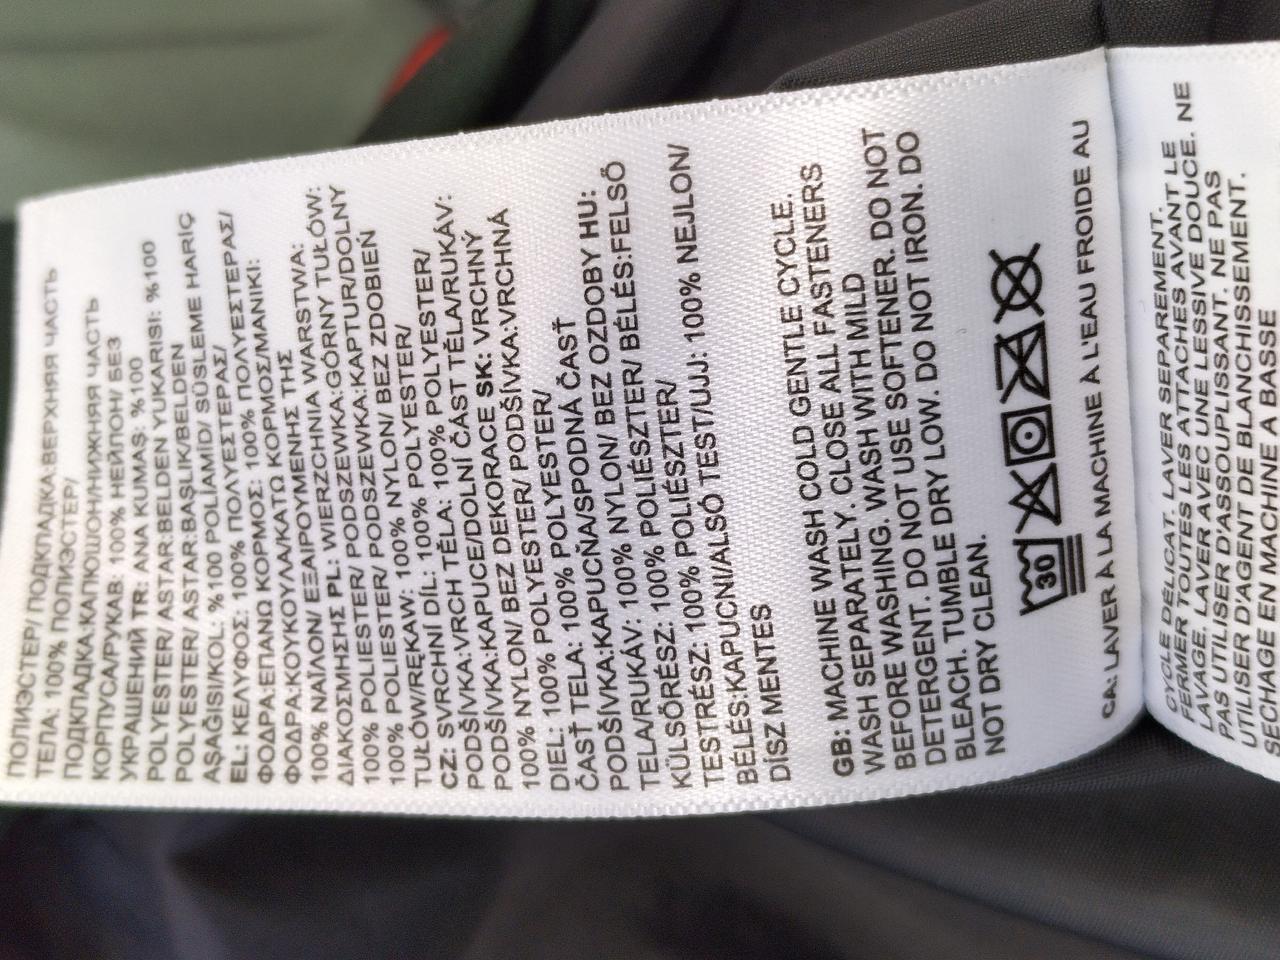 ПОЛИЭСТЕР/ ПОДКЛАДКА:ВЕРХНЯЯ ЧАСТЬ
ТЕЛА: 100% ПОЛИЭСТЕР/
ПОДКЛАДКА:КАПЮШОН/НИЖНЯЯ ЧАСТЬ
КОРПУСА/РУКАВ: 100% НЕЙЛОН/ БЕЗ
УКРАШЕНИЙ TR: ANA KUMAŞ: %100
POLYESTER/ ASTAR:BELDEN YUKARISI: %100
POLYESTER/ ASTAR:BAŞLIK/BELDEN
AŞAĞISI/KOL: %100 POLİAMİD/ SÜSLEME HARİÇ
EL: ΚΕΛΥΦΟΣ: 100% ΠΟΛΥΕΣΤΕΡΑΣ/
ΦΟΔΡΑ:ΕΠΑΝΩ ΚΟΡΜΟΣ: 100% ΠΟΛΥΕΣΤΕΡΑΣ/
ΦΟΔΡΑ:ΚΟΥΚΟΥΛΑ/ΚΑΤΩ ΚΟΡΜΟΣ/ΜΑΝΙΚΙ:
100% ΝΑΪΛΟΝ/ ΕΞΑΙΡΟΥΜΕΝΗΣ ΤΗΣ
ΔΙΑΚΟΣΜΗΣΗΣ PL: WIERZCHNIA WARSTWA:
100% POLIESTER/ PODSZEWKA:GÓRNY TUŁÓW:
100% POLIESTER/ PODSZEWKA:KAPTUR/DOLNY
TUŁÓW/RĘKAW: 100% NYLON/ BEZ ZDOBIEŃ
CZ: SVRCHNÍ DÍL: 100% POLYESTER/
PODŠÍVKA:VRCH TĚLA: 100% POLYESTER/
PODŠÍVKA:KAPUCE/DOLNÍ ČÁST TĚLA/RUKÁV:
100% NYLON/ BEZ DEKORACE SK: VRCHNÝ
DIEL: 100% POLYESTER/ PODŠÍVKA:VRCHNÁ
ČASŤ TELA: 100% POLYESTER/
PODŠÍVKA:KAPUCŇA/SPODNÁ ČASŤ
TELA/RUKÁV: 100% NYLON/ BEZ OZDOBY HU:
KÜLSŐRÉSZ: 100% POLIÉSZTER/ BÉLÉS:FELSŐ
TESTRÉSZ: 100% POLIÉSZTER/
BÉLÉS:KAPUCNI/ALSÓ TEST/UJJ: 100% NEJLON/
DÍSZ MENTES
GB: MACHINE WASH COLD GENTLE CYCLE.
WASH SEPARATELY. CLOSE ALL FASTENERS
BEFORE WASHING. WASH WITH MILD
DETERGENT. DO NOT USE SOFTENER. DO NOT
BLEACH. TUMBLE DRY LOW. DO NOT IRON. DO
NOT DRY CLEAN.
30
CA: LAVER À LA MACHINE À L'EAU FROIDE AU
CYCLE DÉLICAT. LAVER SÉPARÉMENT.
FERMER TOUTES LES ATTACHES AVANT LE
LAVAGE. LAVER AVEC UNE LESSIVE DOUCE. NE
PAS UTILISER D'ASSOUPLISSANT. NE PAS
UTILISER D'AGENT DE BLANCHISSEMENT.
SÉCHAGE EN MACHINE À BASSE